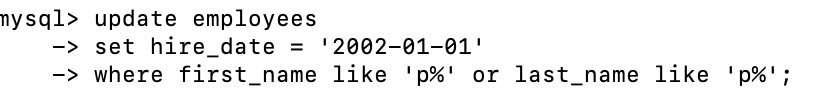 mysql> update employees
    -> set hire_date = '2002-01-01'
    -> where first_name like 'p%' or last_name like 'p%';